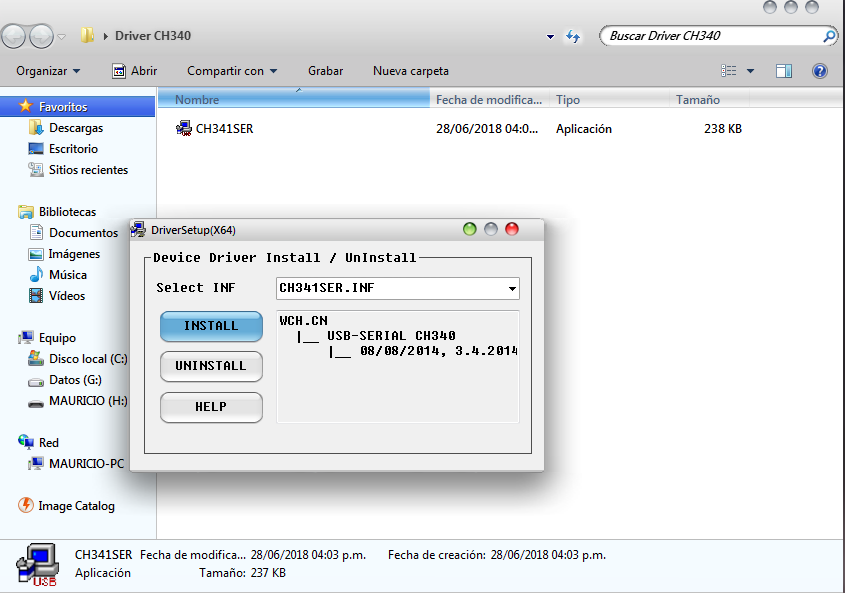 Driver CH340
Buscar Driver CH340
Organizar Abrir Compartir con Grabar Nueva carpeta
Nombre Fecha de modifica... Tipo Tamaño
Favoritos
CH341SER 28/06/2018 04:0... Aplicación 238 KB
Descargas
Escritorio
Sitios recientes
Bibliotecas
Documentos
Imágenes
Música
Vídeos
Equipo
Disco local (C:)
Datos (G:)
MAURICIO (H:)
Red
MAURICIO-PC
Image Catalog
DriverSetup(X64)
Device Driver Install / UnInstall
Select INF CH341SER.INF
INSTALL
UNINSTALL
HELP
WCH.CN
|__ USB-SERIAL CH340
|__ 08/08/2014, 3.4.2014
USB
CH341SER Fecha de modifica... 28/06/2018 04:03 p.m. Fecha de creación: 28/06/2018 04:03 p.m.
Aplicación Tamaño: 237 KB